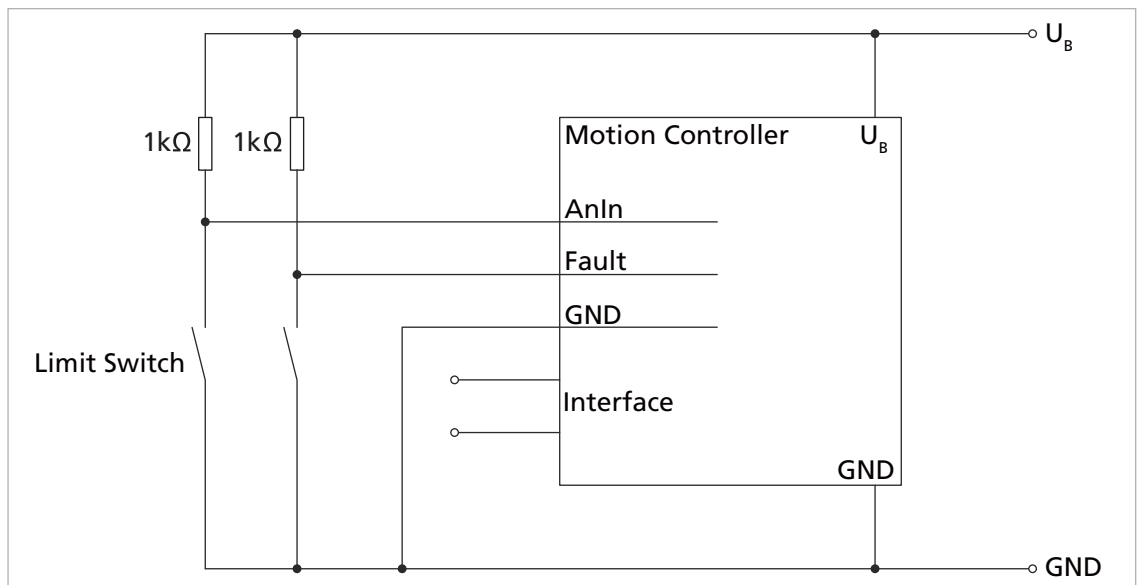 U_B
1kΩ
1kΩ
Motion Controller
U_B
AnIn
Fault
GND
Limit Switch
Interface
GND
GND